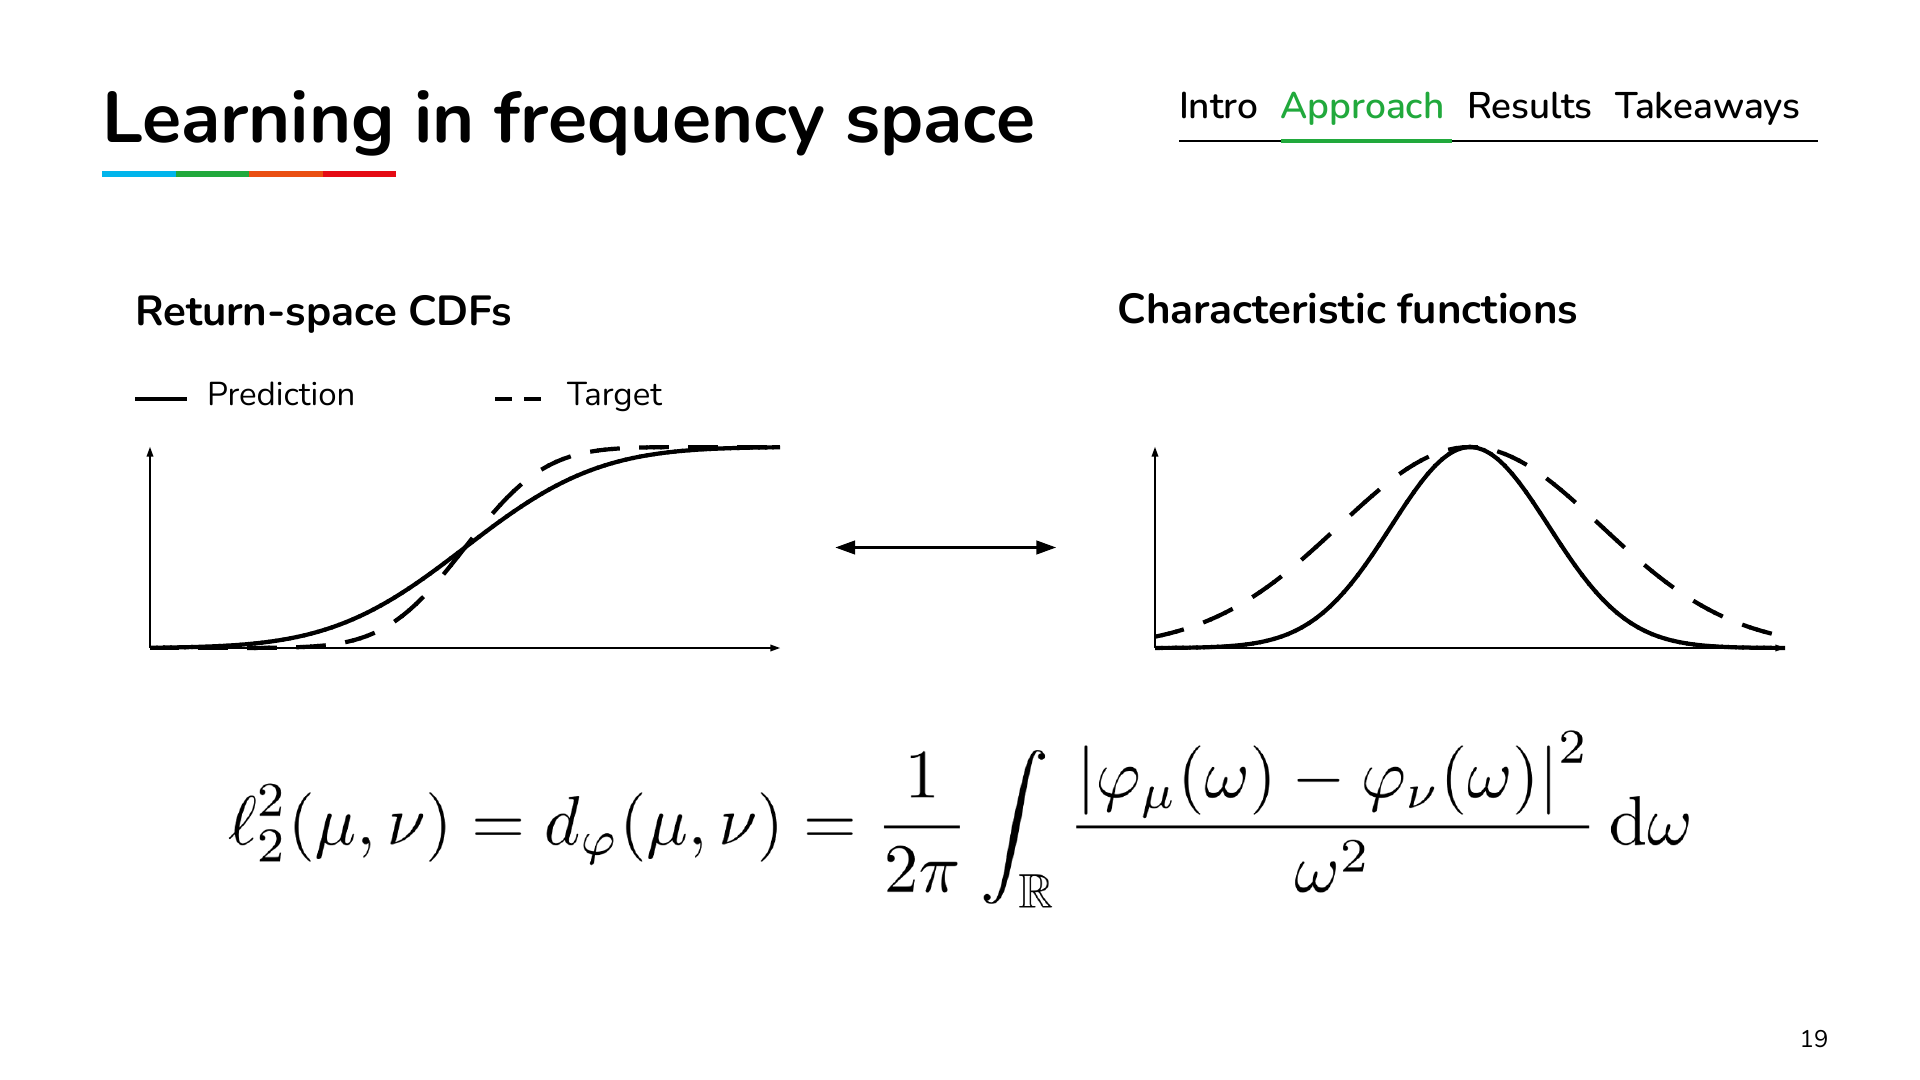 Learning in frequency space
Intro Approach Results Takeaways
Return-space CDFs
Characteristic functions
Prediction
Target
ℓ₂²(μ, ν) = d_φ(μ, ν) = 1/2π ∫_ℝ |φ_μ(ω) − φ_ν(ω)|²/ω² dω
19